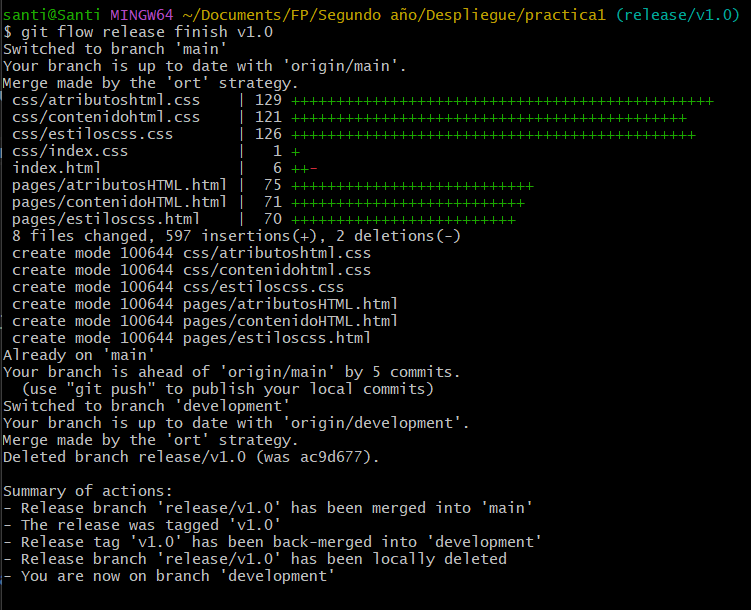 santi@Santi MINGW64 ~/Documents/FP/Segundo año/Despliegue/practica1 (release/v1.0)
$ git flow release finish v1.0
Switched to branch 'main'
Your branch is up to date with 'origin/main'.
Merge made by the 'ort' strategy.
 css/atributoshtml.css    | 129 +++++++++++++++++++++++++++++++++++++++++++++++
 css/contenidohtml.css    | 121 ++++++++++++++++++++++++++++++++++++++++++++
 css/estiloscss.css       | 126 +++++++++++++++++++++++++++++++++++++++++++++
 css/index.css            |   1 +
 index.html               |   6 ++-
 pages/atributosHTML.html |  75 +++++++++++++++++++++++++++
 pages/contenidoHTML.html |  71 ++++++++++++++++++++++++++
 pages/estiloscss.html    |  70 +++++++++++++++++++++++++
 8 files changed, 597 insertions(+), 2 deletions(-)
 create mode 100644 css/atributoshtml.css
 create mode 100644 css/contenidohtml.css
 create mode 100644 css/estiloscss.css
 create mode 100644 pages/atributosHTML.html
 create mode 100644 pages/contenidoHTML.html
 create mode 100644 pages/estiloscss.html
Already on 'main'
Your branch is ahead of 'origin/main' by 5 commits.
  (use "git push" to publish your local commits)
Switched to branch 'development'
Your branch is up to date with 'origin/development'.
Merge made by the 'ort' strategy.
Deleted branch release/v1.0 (was ac9d677).

Summary of actions:
- Release branch 'release/v1.0' has been merged into 'main'
- The release was tagged 'v1.0'
- Release tag 'v1.0' has been back-merged into 'development'
- Release branch 'release/v1.0' has been locally deleted
- You are now on branch 'development'